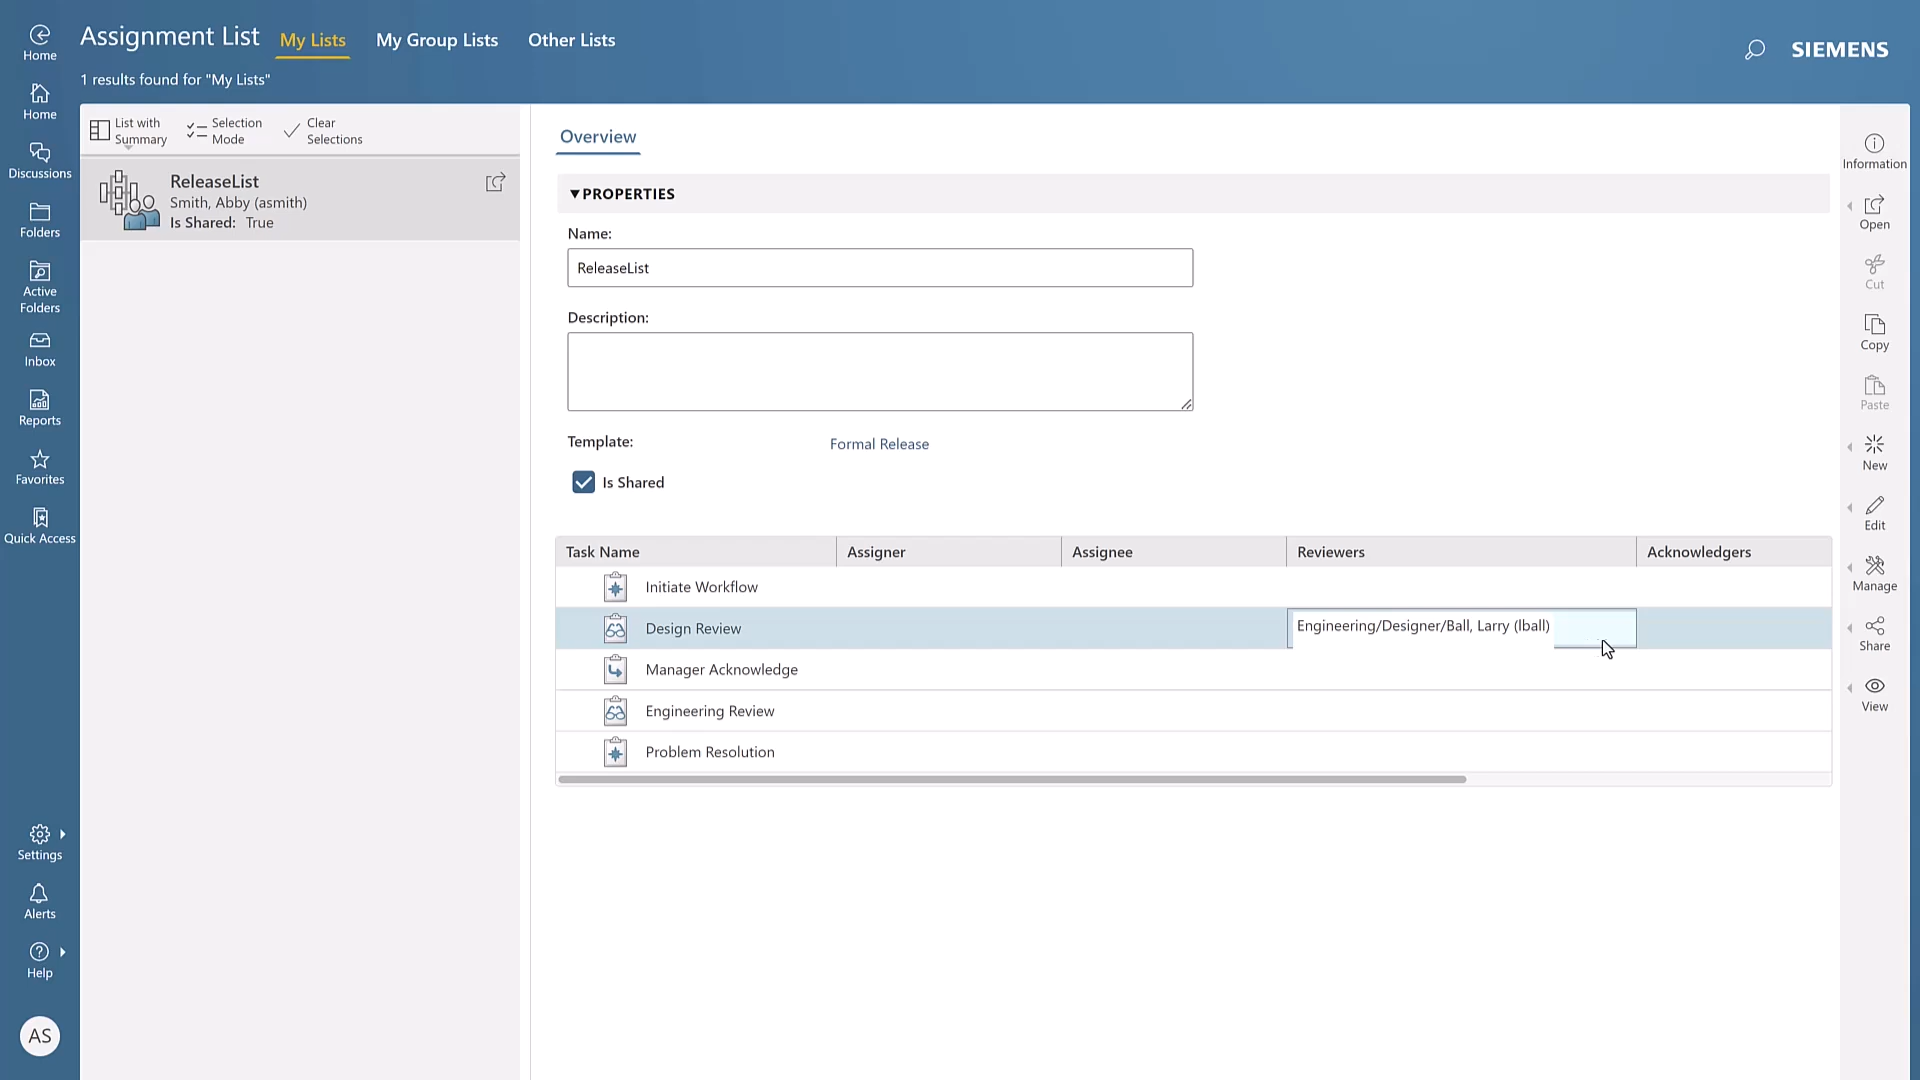 Home
Home
Discussions
Folders
Active
Folders
Inbox
Reports
Favorites
Quick Access
Settings
Alerts
Help
AS
Assignment List
My Lists
My Group Lists
Other Lists
SIEMENS
1 results found for "My Lists"
List with
Summary
Selection
Mode
Clear
Selections
ReleaseList
Smith, Abby (asmith)
Is Shared: True
Overview
PROPERTIES
Name:
ReleaseList
Description:
Template:
Formal Release
Is Shared
Task Name
Assigner
Assignee
Reviewers
Acknowledgers
Initiate Workflow
Design Review
Engineering/Designer/Ball, Larry (lball)
Manager Acknowledge
Engineering Review
Problem Resolution
Information
Open
Cut
Copy
Paste
New
Edit
Manage
Share
View